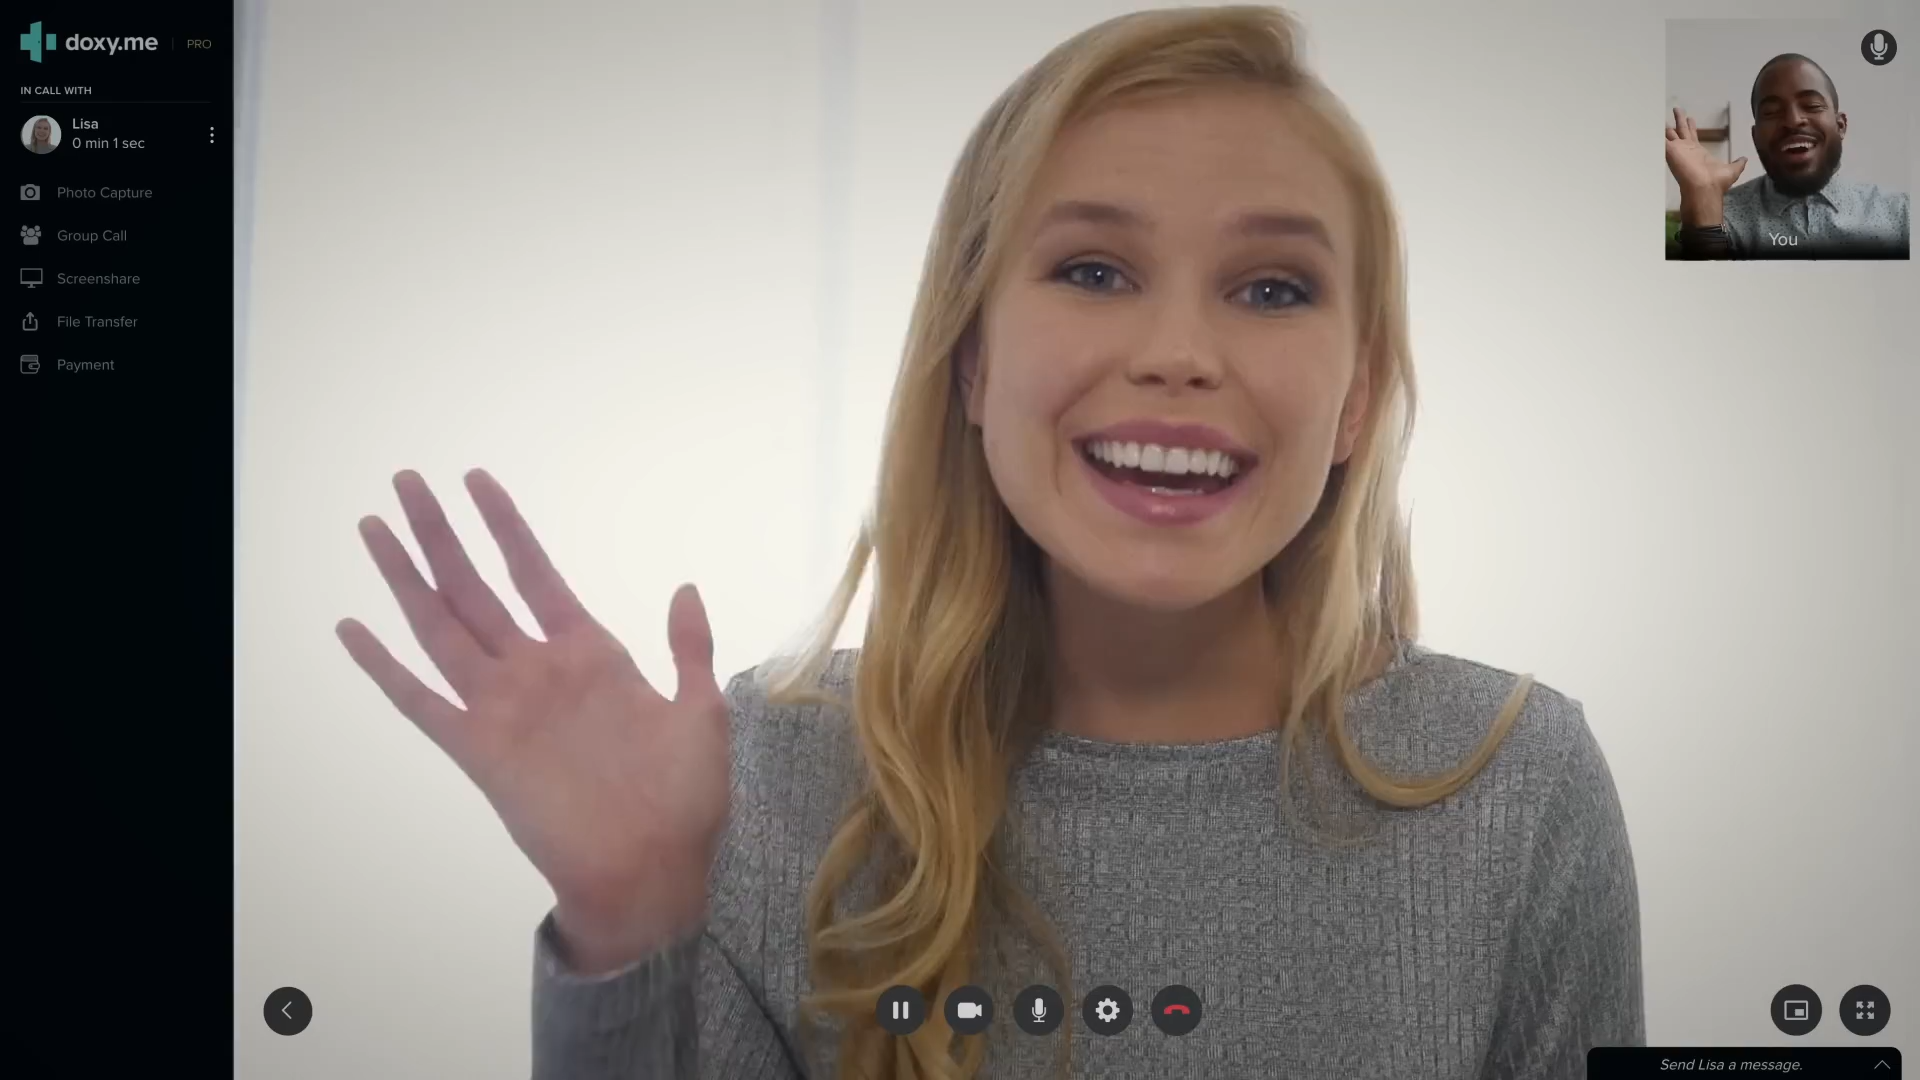 doxy.me PRO
IN CALL WITH
Lisa
0 min 1 sec
Photo Capture
Group Call
Screenshare
File Transfer
Payment
You
Send Lisa a message.